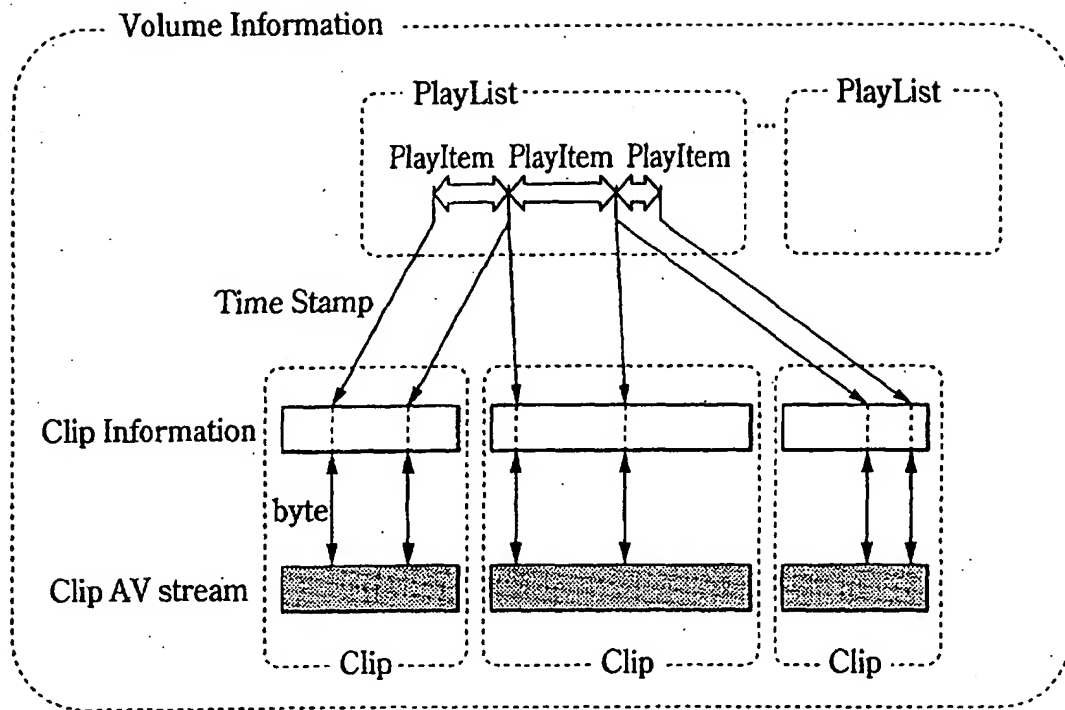 Volume Information
PlayList
PlayList
...
PlayItem PlayItem PlayItem
Time Stamp
Clip Information
byte
Clip AV stream
Clip
Clip
Clip